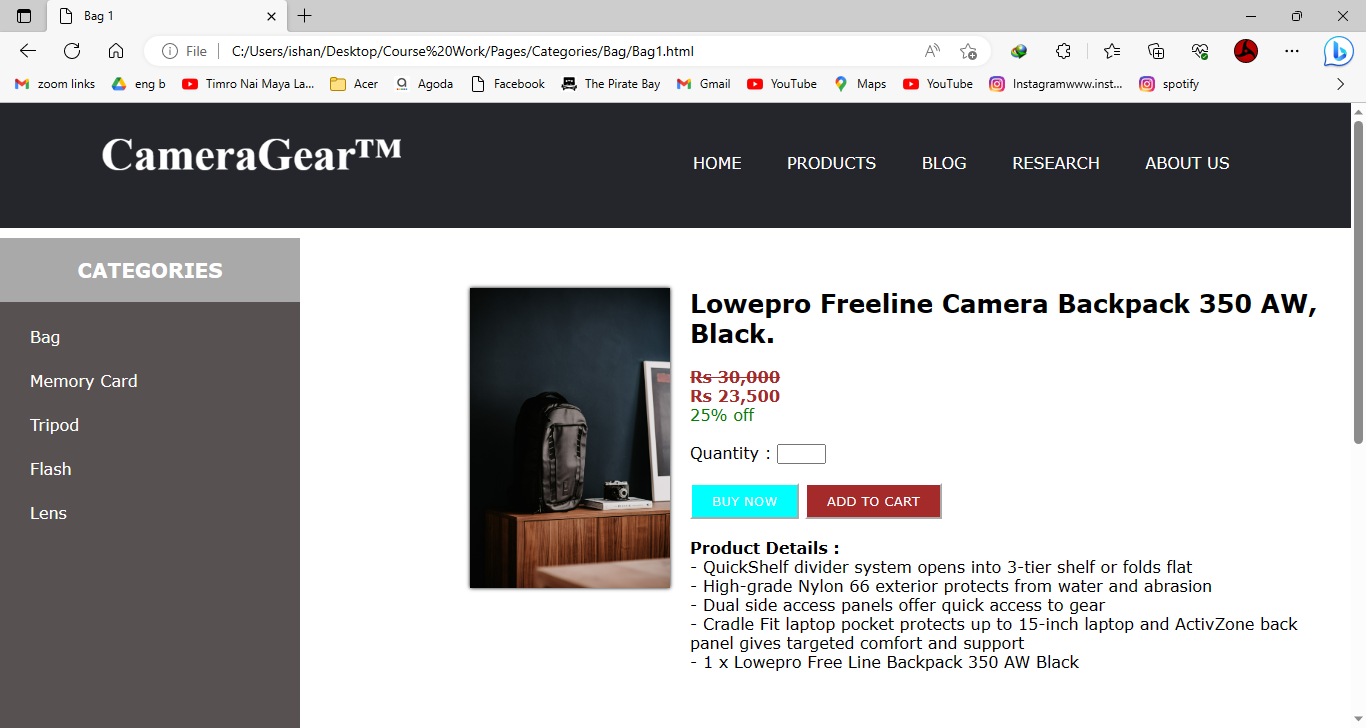 Bag 1
File
C:/Users/ishan/Desktop/Course%20Work/Pages/Categories/Bag/Bag1.html
zoom links
eng b
Timro Nai Maya La...
Acer
Agoda
Facebook
The Pirate Bay
Gmail
YouTube
Maps
YouTube
Instagramwww.inst...
spotify
CameraGear™
HOME PRODUCTS BLOG RESEARCH ABOUT US
CATEGORIES
Bag
Memory Card
Tripod
Flash
Lens
Lowepro Freeline Camera Backpack 350 AW,
Black.
Rs 30,000
Rs 23,500
25% off
Quantity :
BUY NOW
ADD TO CART
Product Details :
- QuickShelf divider system opens into 3-tier shelf or folds flat
- High-grade Nylon 66 exterior protects from water and abrasion
- Dual side access panels offer quick access to gear
- Cradle Fit laptop pocket protects up to 15-inch laptop and ActivZone back
panel gives targeted comfort and support
- 1 x Lowepro Free Line Backpack 350 AW Black